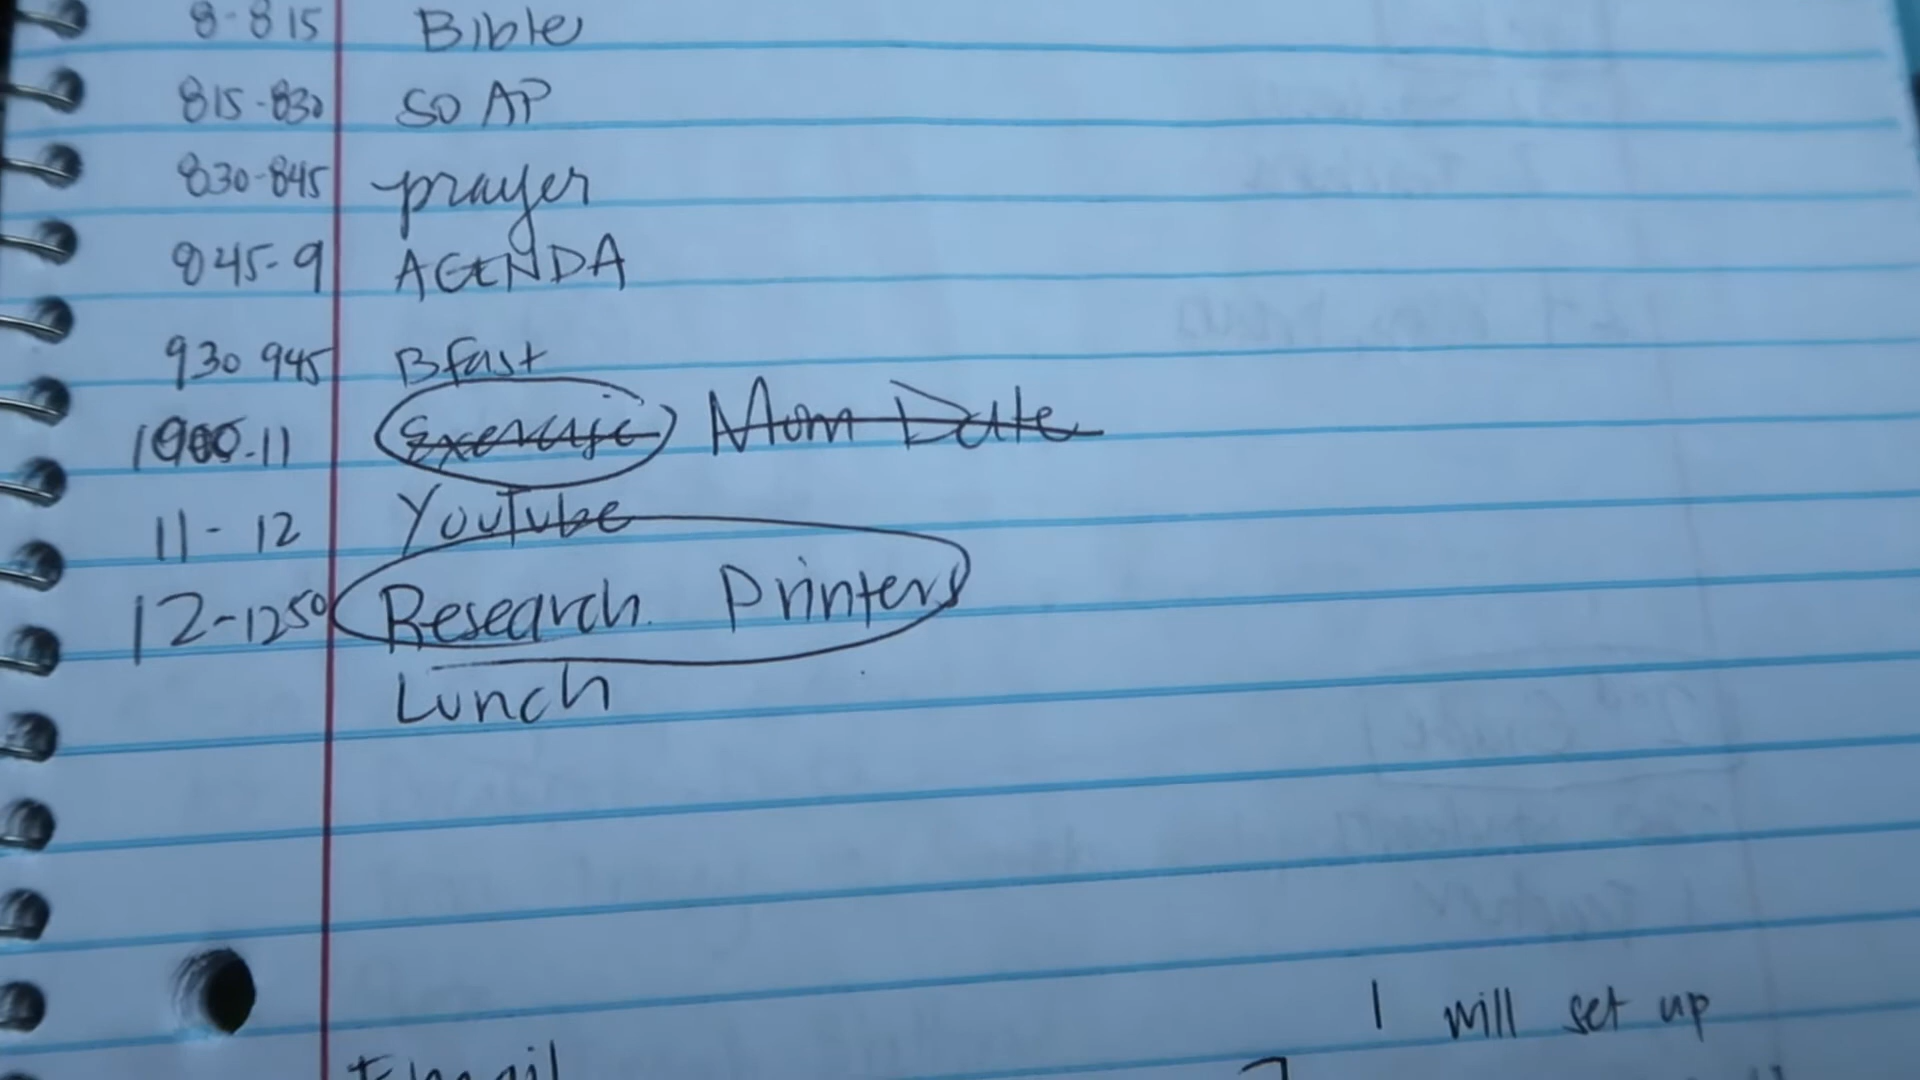 8-815 Bible
815-830 SOAP
830-845 prayer
845-9 AGENDA
930 945 Bfast
1000-11 Exercise Mom Date
11-12 YouTube
12-1250 Research Printers
Lunch
I will set up
Email